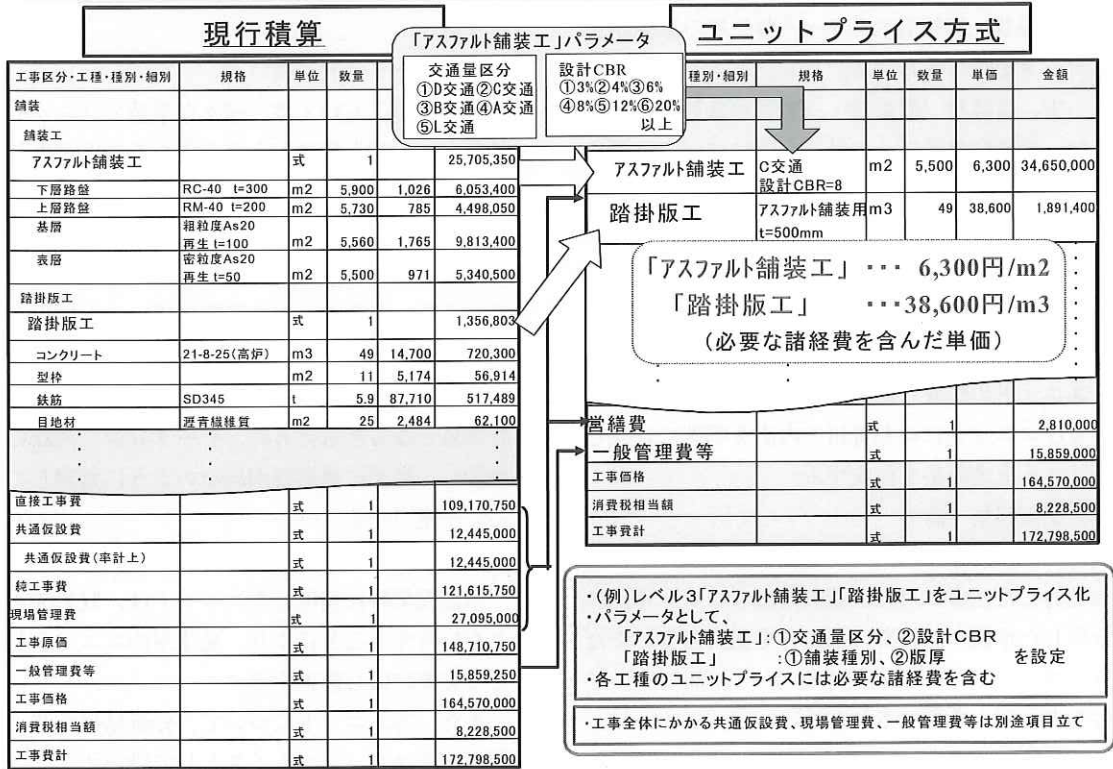 現行積算
ユニットプライス方式
「アスファルト舗装工」パラメータ
交通量区分
①D交通②C交通
③B交通④A交通
⑤L交通
設計CBR
①3%②4%③6%
④8%⑤12%⑥20%
以上
工事区分・工種・種別・細別 規格 単位 数量 金額
舗装
舗装工
アスファルト舗装工 式 1 25,705,350
下層路盤 RC-40 t=300 m2 5,900 1,026 6,053,400
上層路盤 RM-40 t=200 m2 5,730 785 4,498,050
基層 粗粒度As20
再生 t=100 m2 5,560 1,765 9,813,400
表層 密粒度As20
再生 t=50 m2 5,500 971 5,340,500
踏掛版工
踏掛版工 式 1 1,356,803
コンクリート 21-8-25(高炉) m3 49 14,700 720,300
型枠 m2 11 5,174 56,914
鉄筋 SD345 t 5.9 87,710 517,489
目地材 瀝青繊維質 m2 25 2,484 62,100
直接工事費 式 1 109,170,750
共通仮設費 式 1 12,445,000
共通仮設費(率計上) 式 1 12,445,000
純工事費 式 1 121,615,750
現場管理費 式 1 27,095,000
工事原価 式 1 148,710,750
一般管理費等 式 1 15,859,250
工事価格 式 1 164,570,000
消費税相当額 式 1 8,228,500
工事費計 式 1 172,798,500
種別・細別 規格 単位 数量 単価 金額
アスファルト舗装工 C交通 m2 5,500 6,300 34,650,000
設計CBR=8
踏掛版工 アスファルト舗装用 m3 49 38,600 1,891,400
t=500mm
「アスファルト舗装工」 ・・・ 6,300円/m2
「踏掛版工」 ・・・38,600円/m3
(必要な諸経費を含んだ単価)
営繕費 式 1 2,810,000
一般管理費等 式 1 15,859,000
工事価格 式 1 164,570,000
消費税相当額 式 1 8,228,500
工事費計 式 1 172,798,500
・(例)レベル3「アスファルト舗装工」「踏掛版工」をユニットプライス化
・パラメータとして、
「アスファルト舗装工」:①交通量区分、②設計CBR
「踏掛版工」 :①舗装種別、②版厚 を設定
・各工種のユニットプライスには必要な諸経費を含む
・工事全体にかかる共通仮設費、現場管理費、一般管理費等は別途項目立て